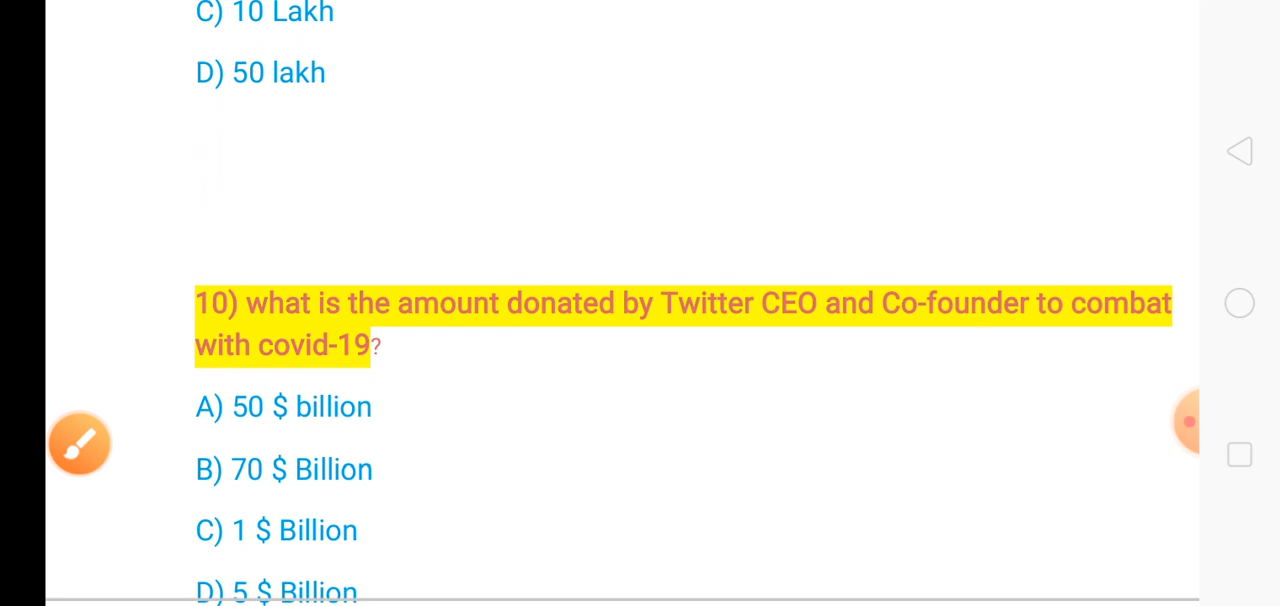 C) 10 Lakh
D) 50 lakh
10) what is the amount donated by Twitter CEO and Co-founder to combat
with covid-19?
A) 50 $ billion
B) 70 $ Billion
C) 1 $ Billion
D) 5 $ Billion